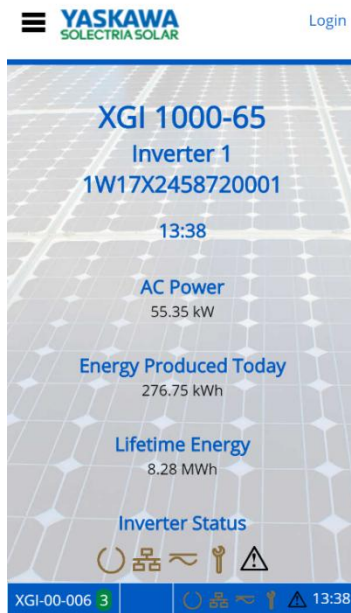 YASKAWA
SOLECTRIA SOLAR
Login
XGI 1000-65
Inverter 1
1W17X2458720001
13:38
AC Power
55.35 kW
Energy Produced Today
276.75 kWh
Lifetime Energy
8.28 MWh
Inverter Status
XGI-00-006 3 13:38